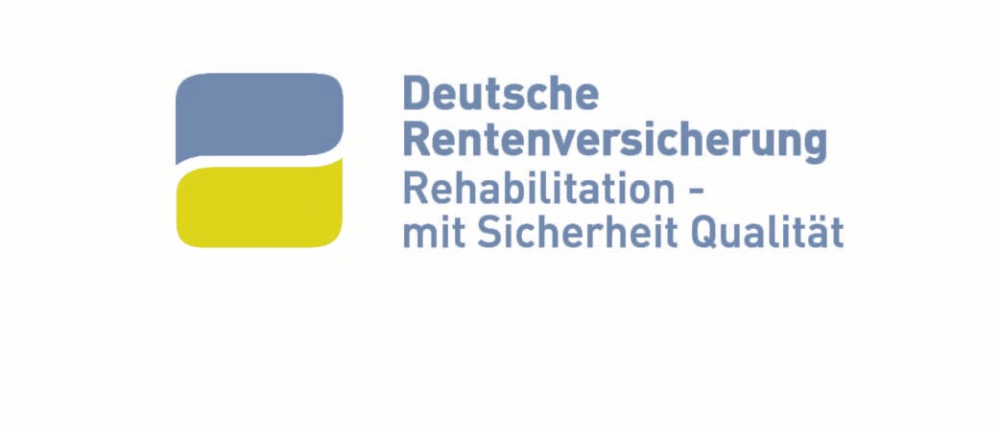 Deutsche
Rentenversicherung
Rehabilitation -
mit Sicherheit Qualität